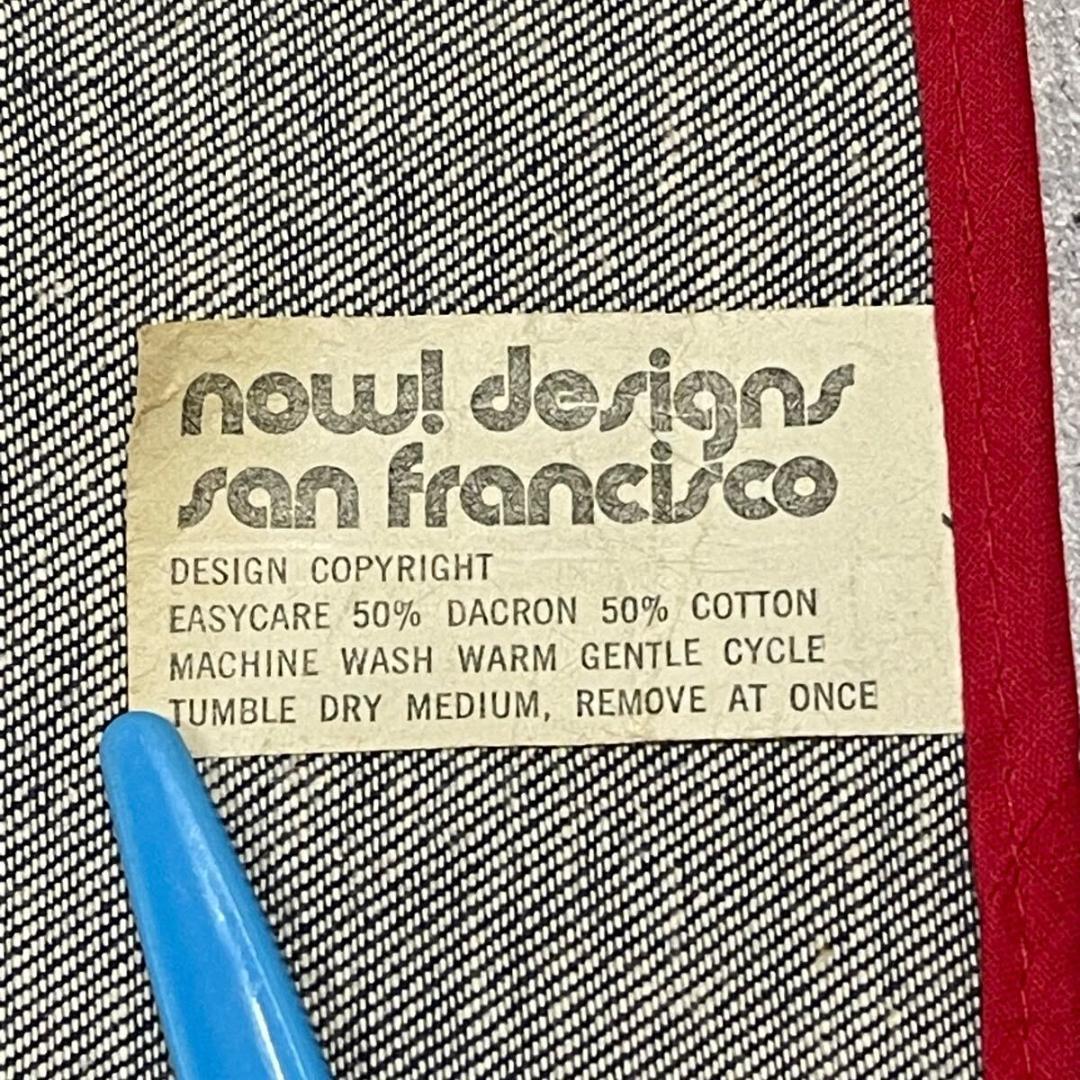 now! designs
san francisco
DESIGN COPYRIGHT
EASYCARE 50% DACRON 50% COTTON
MACHINE WASH WARM GENTLE CYCLE
TUMBLE DRY MEDIUM, REMOVE AT ONCE